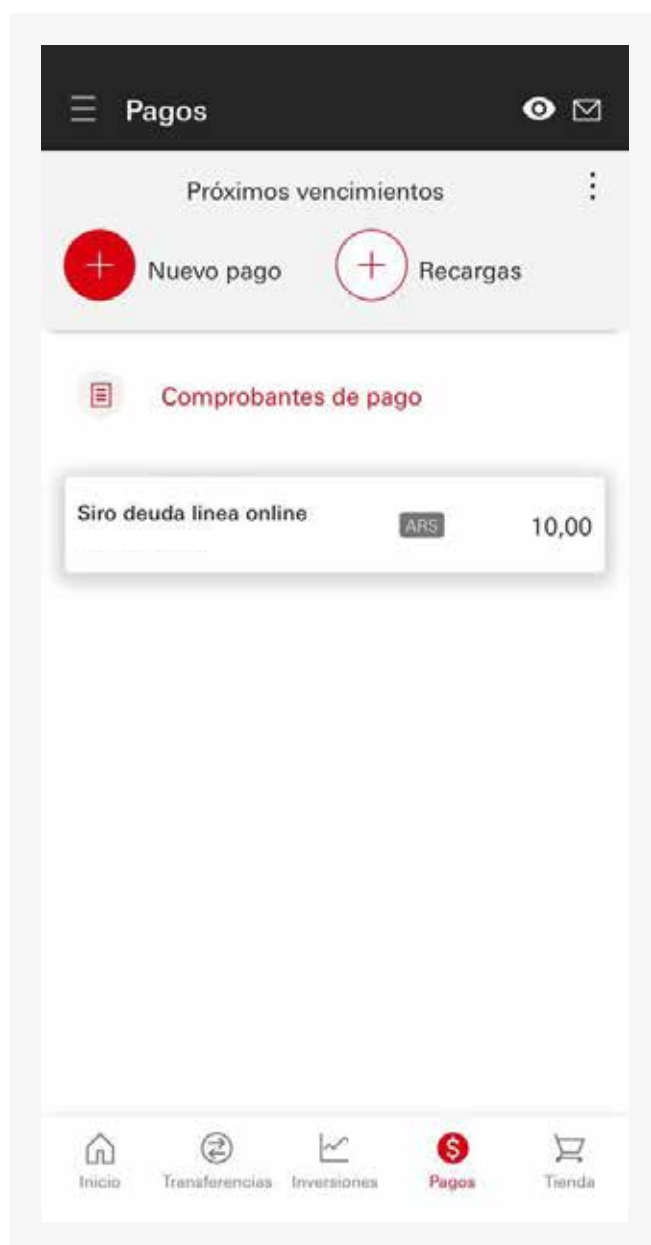 Pagos
Próximos vencimientos
Nuevo pago
Recargas
Comprobantes de pago
Siro deuda linea online ARS 10,00
Inicio Transferencias Inversiones Pagos Tienda